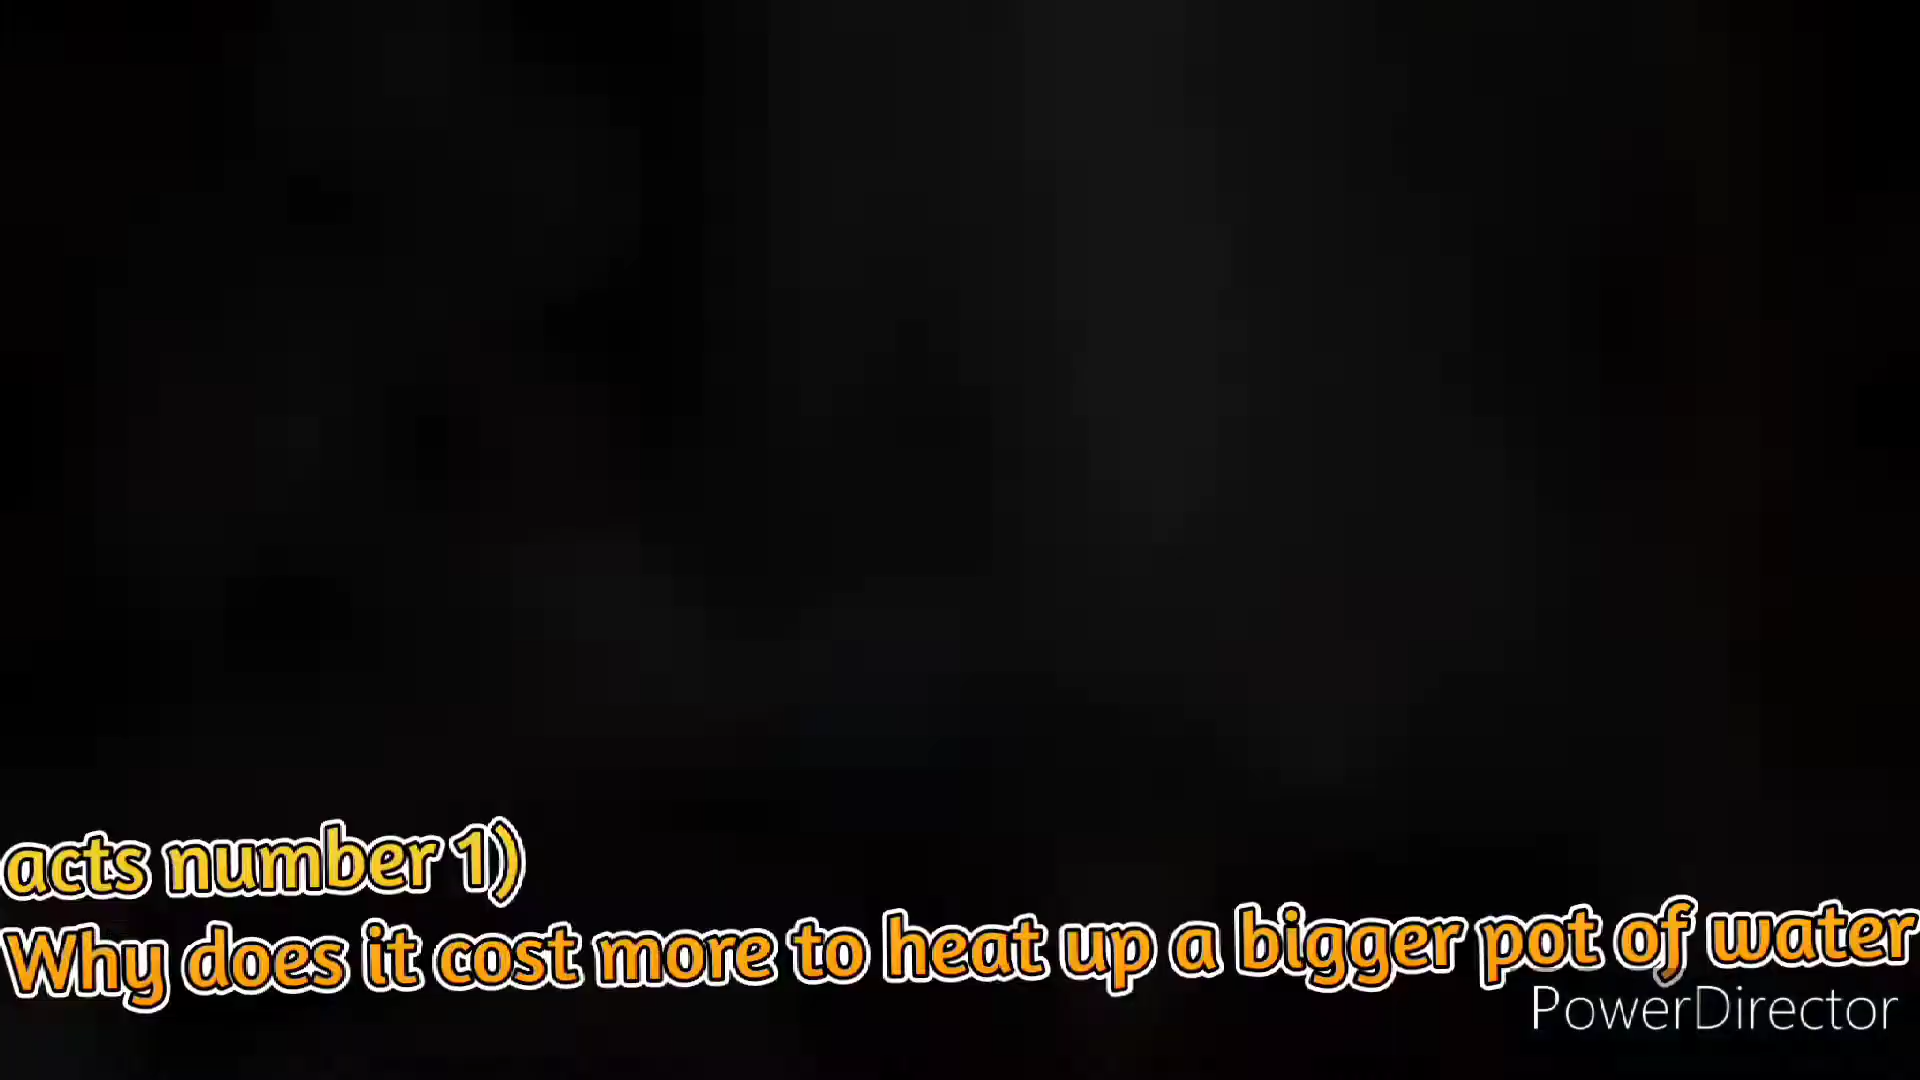 acts number 1)
Why does it cost more to heat up a bigger pot of water
PowerDirector